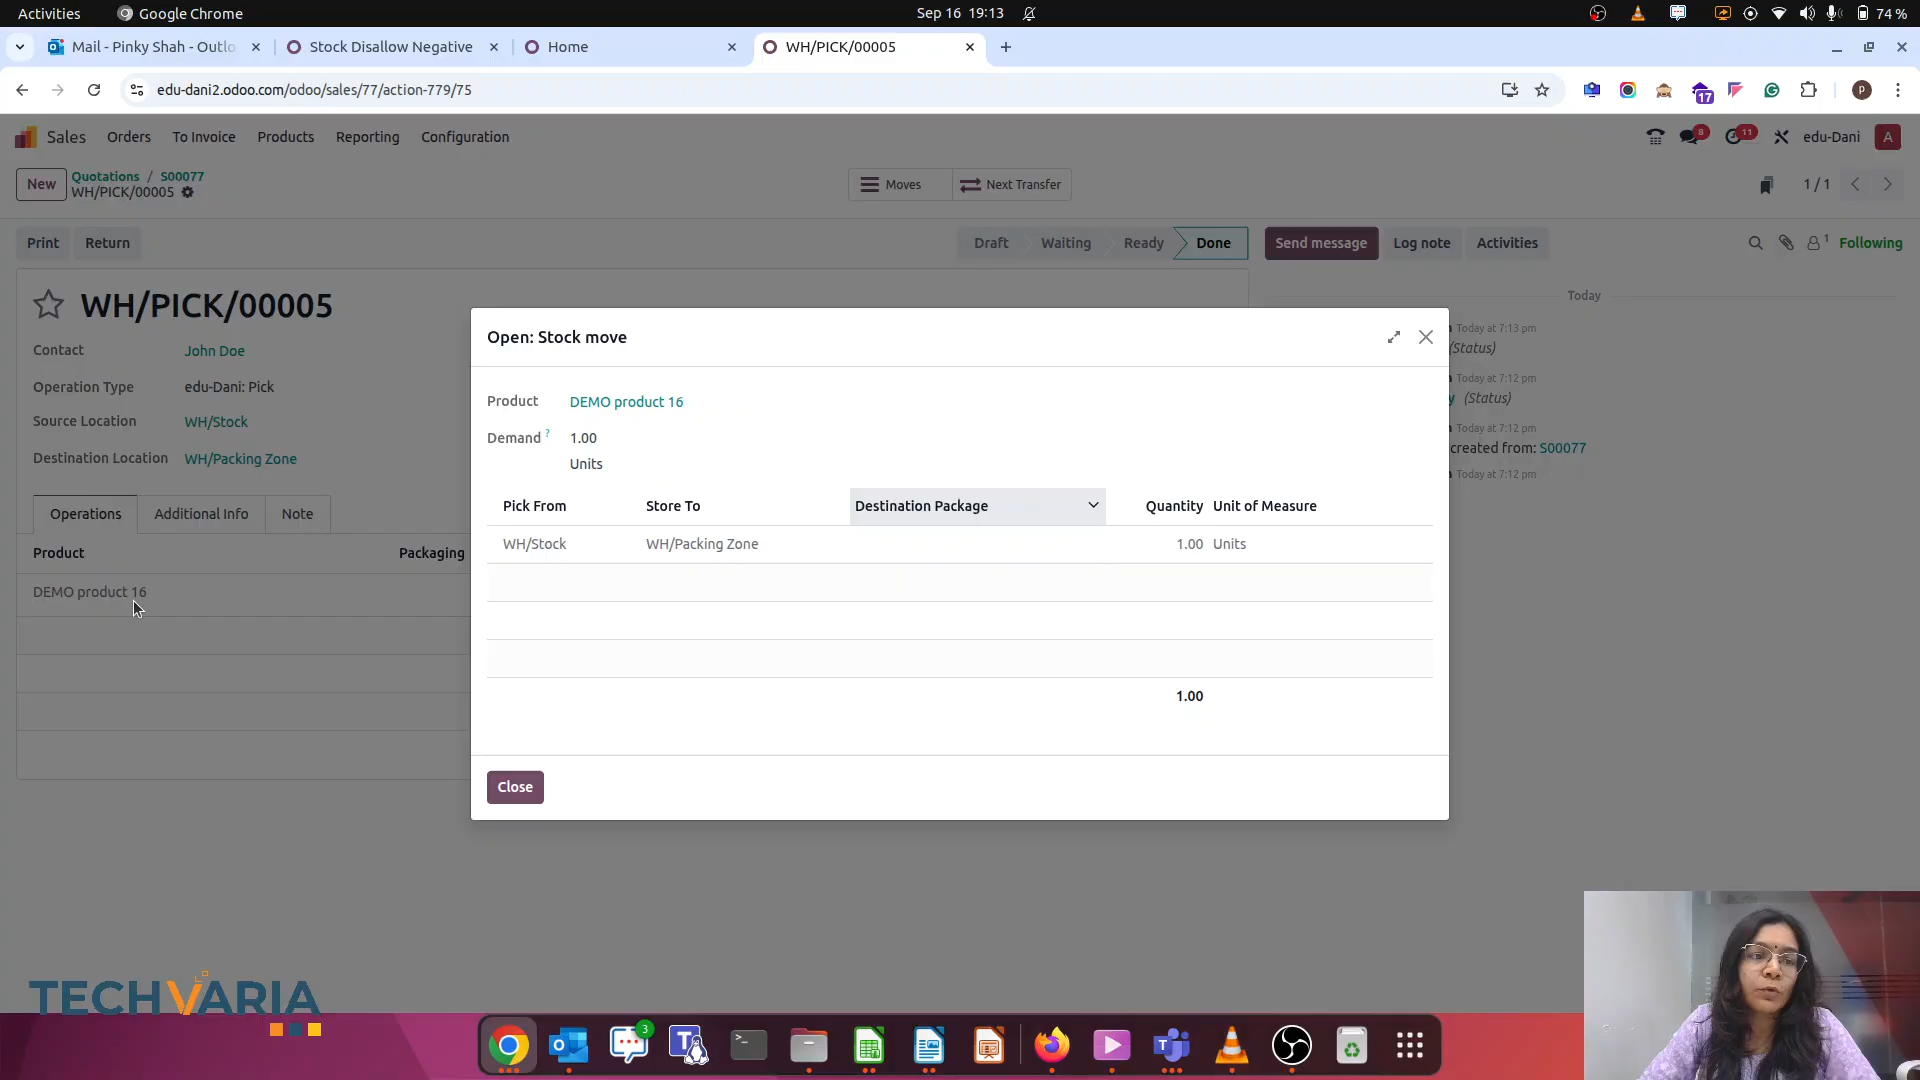 Activities
Google Chrome
Sep 16 19:13
74 %
Mail - Pinky Shah - Outlo
Stock Disallow Negative
Home
WH/PICK/00005
edu-dani2.odoo.com/odoo/sales/77/action-779/75
17
P
Sales
Orders
To Invoice
Products
Reporting
Configuration
8
11
edu-Dani
A
New
Quotations / S00077
WH/PICK/00005
Moves
Next Transfer
1 / 1
Print
Return
Draft
Waiting
Ready
Done
Send message
Log note
Activities
1
Following
WH/PICK/00005
Today
Contact
John Doe
Operation Type
edu-Dani: Pick
Source Location
WH/Stock
Destination Location
WH/Packing Zone
Operations
Additional Info
Note
Product
Packaging
DEMO product 16
Open: Stock move
Product
DEMO product 16
Demand ?
1.00
Units
Pick From
Store To
Destination Package
Quantity
Unit of Measure
WH/Stock
WH/Packing Zone
1.00
Units
1.00
Close
Today at 7:13 pm
(Status)
Today at 7:12 pm
(Status)
Today at 7:12 pm
created from: S00077
Today at 7:12 pm
TECHVARIA
3